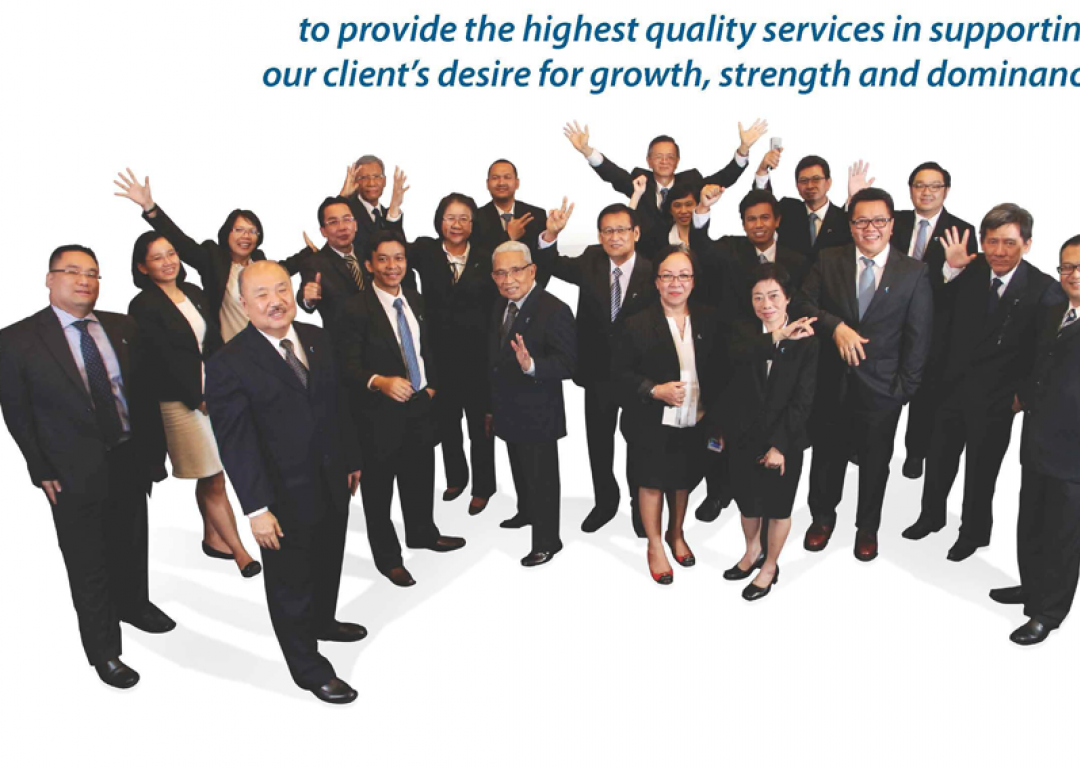 to provide the highest quality services in supportin
our client's desire for growth, strength and dominanc